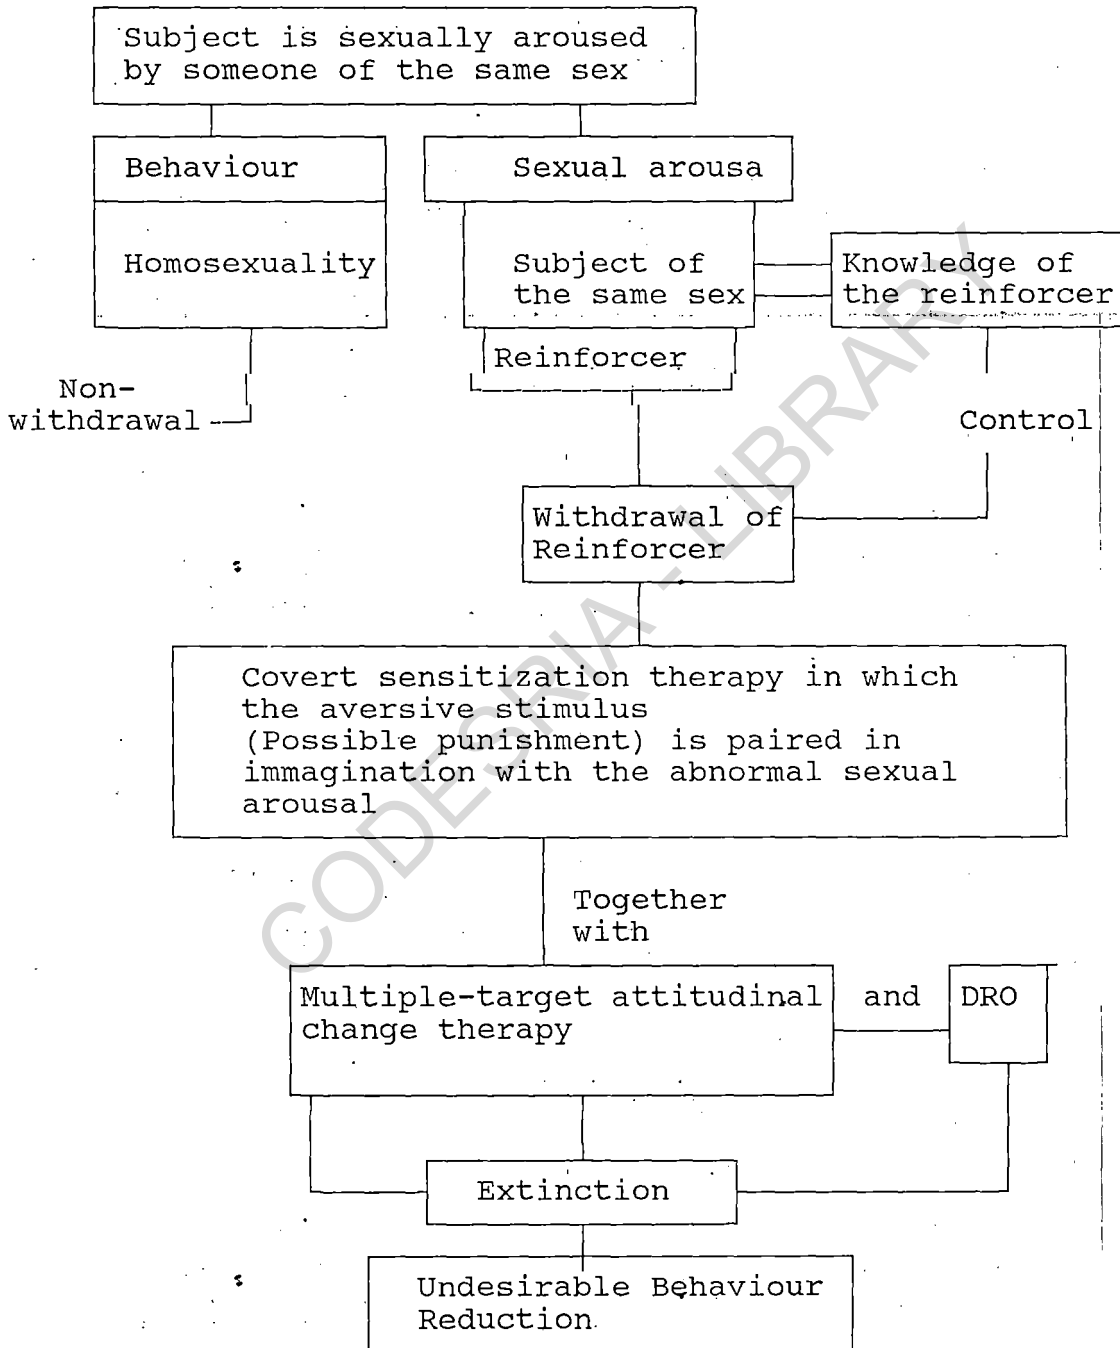 Subject is sexually aroused
by someone of the same sex
Behaviour
Sexual arousa
Homosexuality
Subject of
the same sex
Knowledge of
the reinforcer
Reinforcer
Non-
withdrawal
Control
Withdrawal of
Reinforcer
Covert sensitization therapy in which
the aversive stimulus
(Possible punishment) is paired in
immagination with the abnormal sexual
arousal
Together
with
Multiple-target attitudinal
change therapy
and
DRO
Extinction
Undesirable Behaviour
Reduction
CODESRIA - LIBRARY